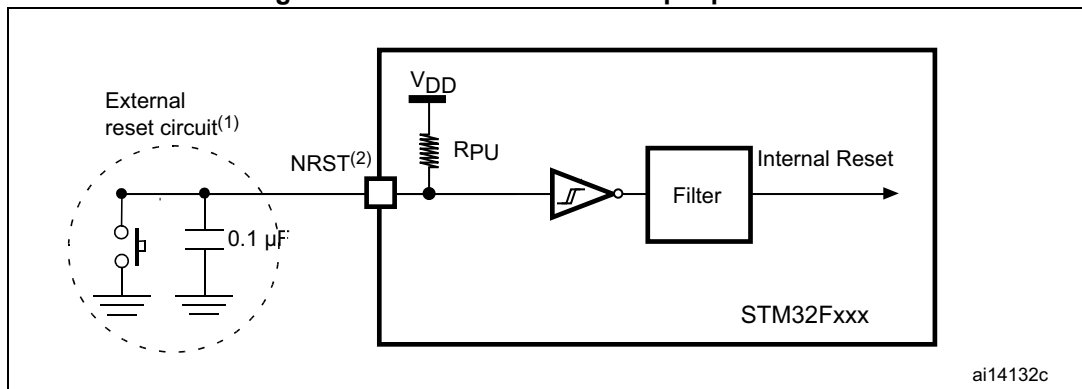 VDD
External
reset circuit(1)
NRST(2)
RPU
Internal Reset
Filter
0.1 µF
STM32Fxxx
ai14132c